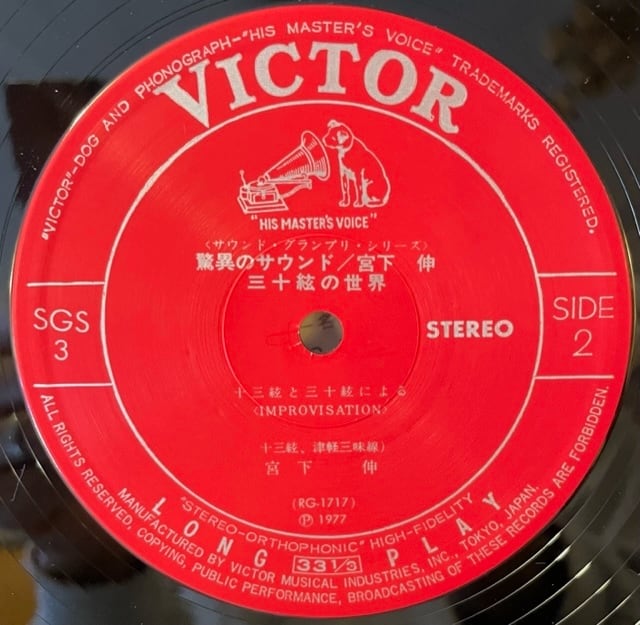 "VICTOR"-DOG AND PHONOGRAPH-"HIS MASTER'S VOICE" TRADEMARKS REGISTERED.
VICTOR
"HIS MASTER'S VOICE"
〈サウンド・グランプリ・シリーズ〉
驚異のサウンド／宮下 伸
三十絃の世界
SGS
3
STEREO
SIDE
2
十三絃と三十絃による
〈IMPROVISATION〉
十三絃、津軽三味線)
宮下 伸
(RG-1717)
Ⓟ 1977
"STEREO-ORTHOPHONIC" HIGH-FIDELITY
LONG 33 1/3 PLAY
MANUFACTURED BY VICTOR MUSICAL INDUSTRIES, INC., TOKYO, JAPAN.
ALL RIGHTS RESERVED, COPYING, PUBLIC PERFORMANCE, BROADCASTING OF THESE RECORDS ARE FORBIDDEN.